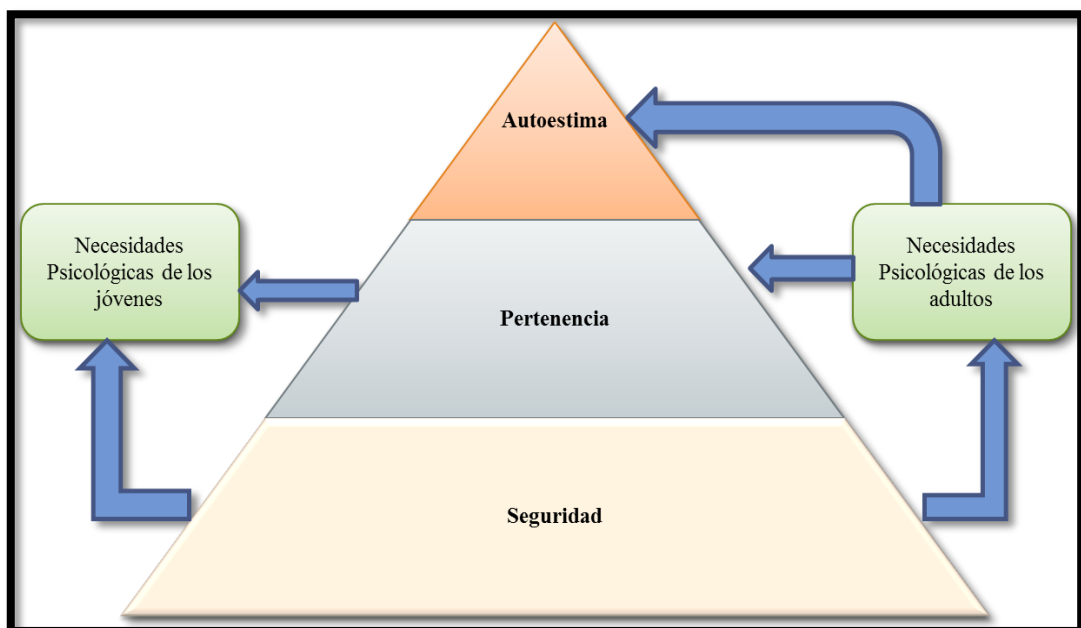 Autoestima
Necesidades
Psicológicas de los
jóvenes
Necesidades
Psicológicas de los
adultos
Pertenencia
Seguridad